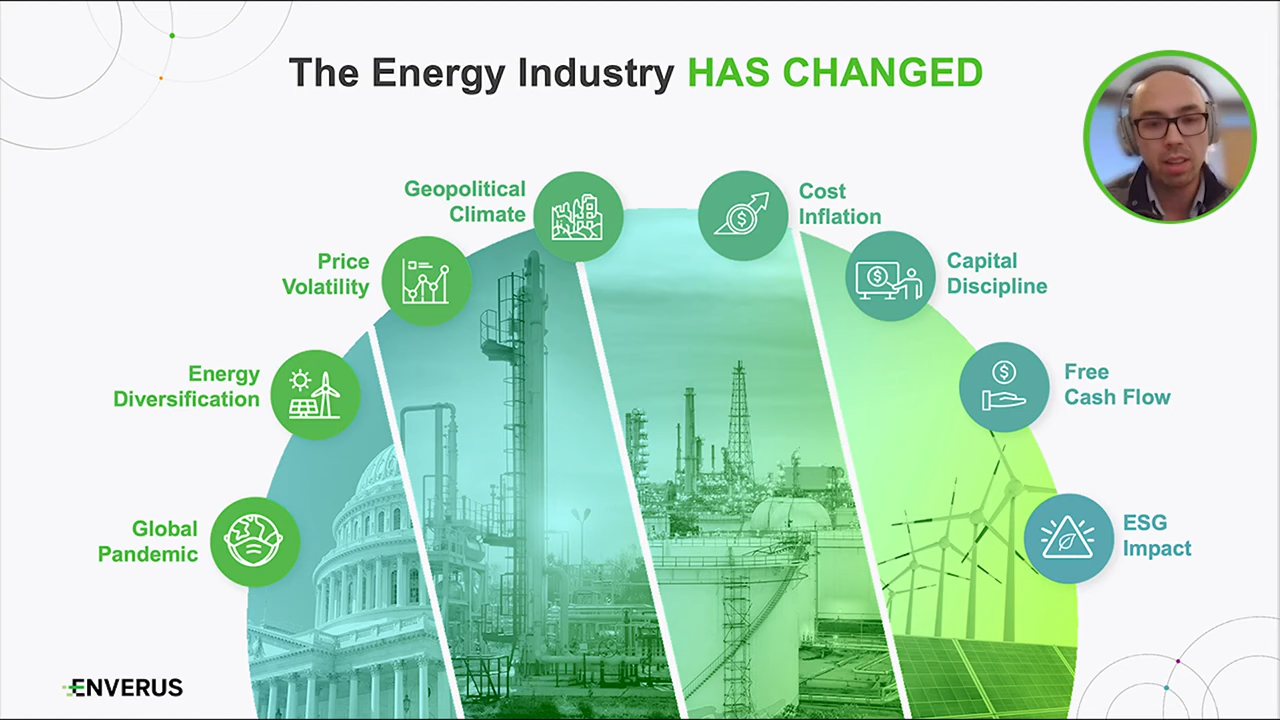 The Energy Industry HAS CHANGED
Geopolitical
Climate
Cost
Inflation
Price
Volatility
Capital
Discipline
Energy
Diversification
Free
Cash Flow
Global
Pandemic
ESG
Impact
ENVERUS